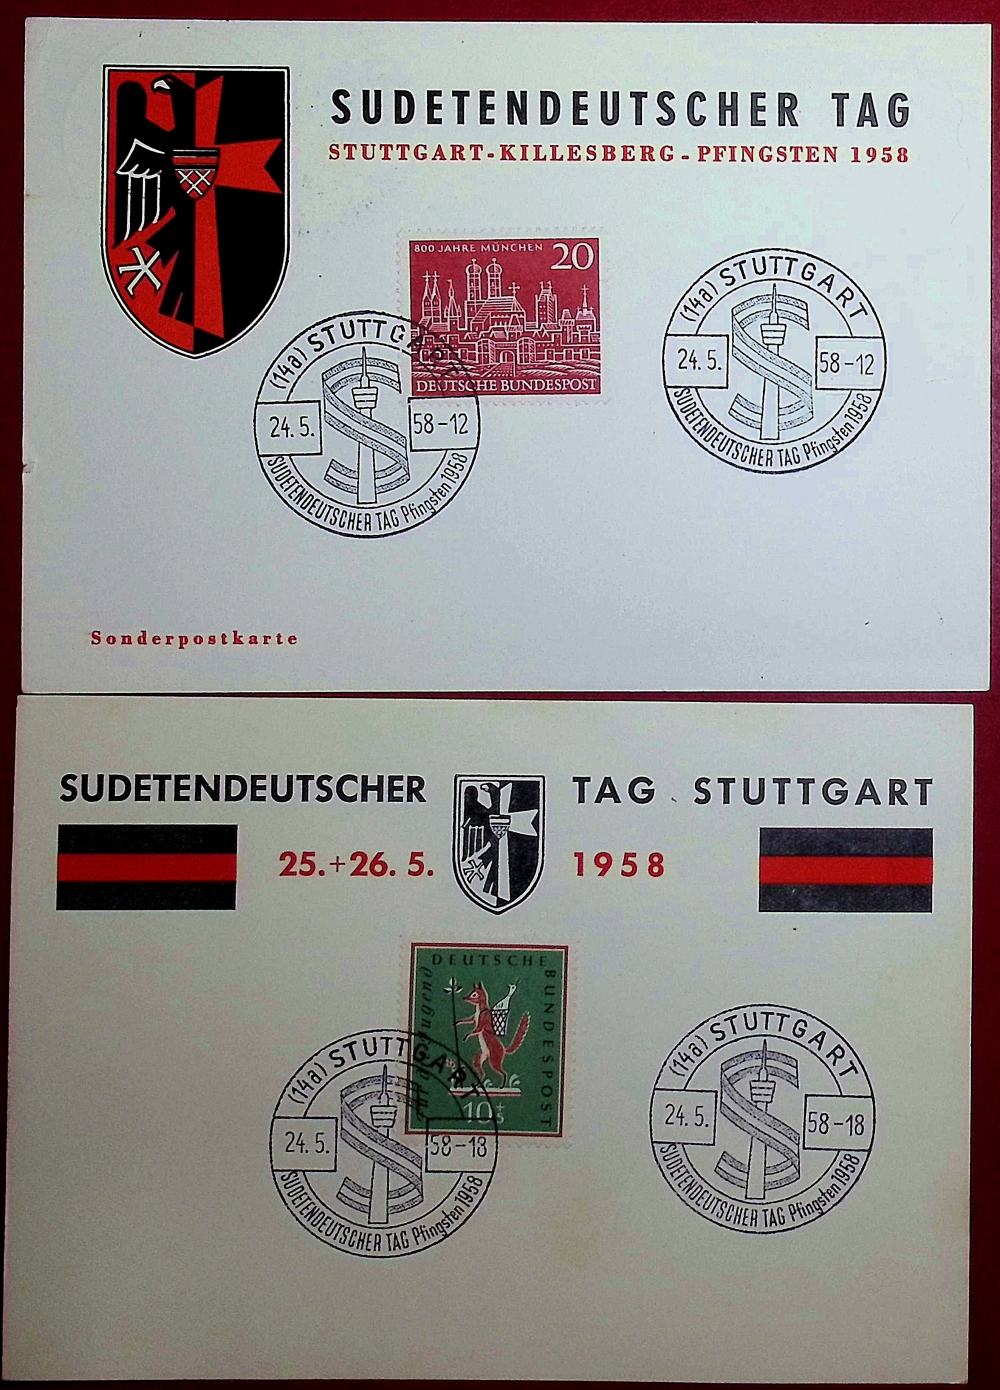 SUDETENDEUTSCHER TAG
STUTTGART-KILLESBERG-PFINGSTEN 1958
800 JAHRE MÜNCHEN 20
DEUTSCHE BUNDESPOST
(14a) STUTTGART
24.5. 58-12
SUDETENDEUTSCHER TAG Pfingsten 1958
(14a) STUTTGART
24.5. 58-12
SUDETENDEUTSCHER TAG Pfingsten 1958
Sonderpostkarte
SUDETENDEUTSCHER TAG STUTTGART
25.+26. 5. 1958
DEUTSCHE
BUNDESPOST
jugend
10+5
(14a) STUTTGART
24.5. 58-18
SUDETENDEUTSCHER TAG Pfingsten 1958
(14a) STUTTGART
24.5. 58-18
SUDETENDEUTSCHER TAG Pfingsten 1958